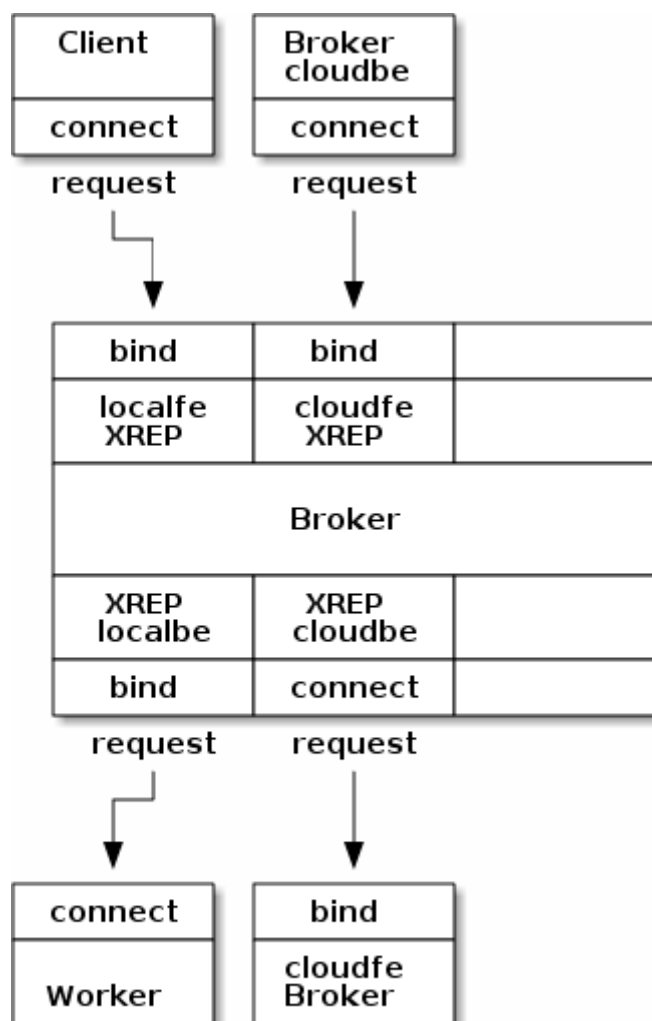 Client
connect
request
Broker
cloudbe
connect
request
bind
bind
localfe
XREP
cloudfe
XREP
Broker
XREP
localbe
XREP
cloudbe
bind
connect
request
request
connect
Worker
bind
cloudfe
Broker